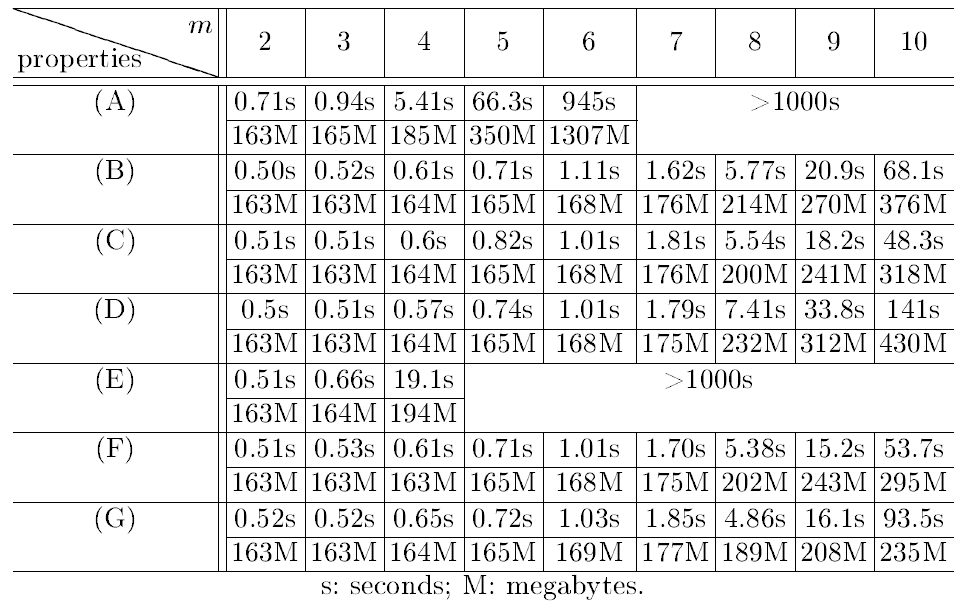 m
properties 2 3 4 5 6 7 8 9 10
(A) 0.71s 0.94s 5.41s 66.3s 945s >1000s
163M 165M 185M 350M 1307M
(B) 0.50s 0.52s 0.61s 0.71s 1.11s 1.62s 5.77s 20.9s 68.1s
163M 163M 164M 165M 168M 176M 214M 270M 376M
(C) 0.51s 0.51s 0.6s 0.82s 1.01s 1.81s 5.54s 18.2s 48.3s
163M 163M 164M 165M 168M 176M 200M 241M 318M
(D) 0.5s 0.51s 0.57s 0.74s 1.01s 1.79s 7.41s 33.8s 141s
163M 163M 164M 165M 168M 175M 232M 312M 430M
(E) 0.51s 0.66s 19.1s >1000s
163M 164M 194M
(F) 0.51s 0.53s 0.61s 0.71s 1.01s 1.70s 5.38s 15.2s 53.7s
163M 163M 163M 165M 168M 175M 202M 243M 295M
(G) 0.52s 0.52s 0.65s 0.72s 1.03s 1.85s 4.86s 16.1s 93.5s
163M 163M 164M 165M 169M 177M 189M 208M 235M
s: seconds; M: megabytes.